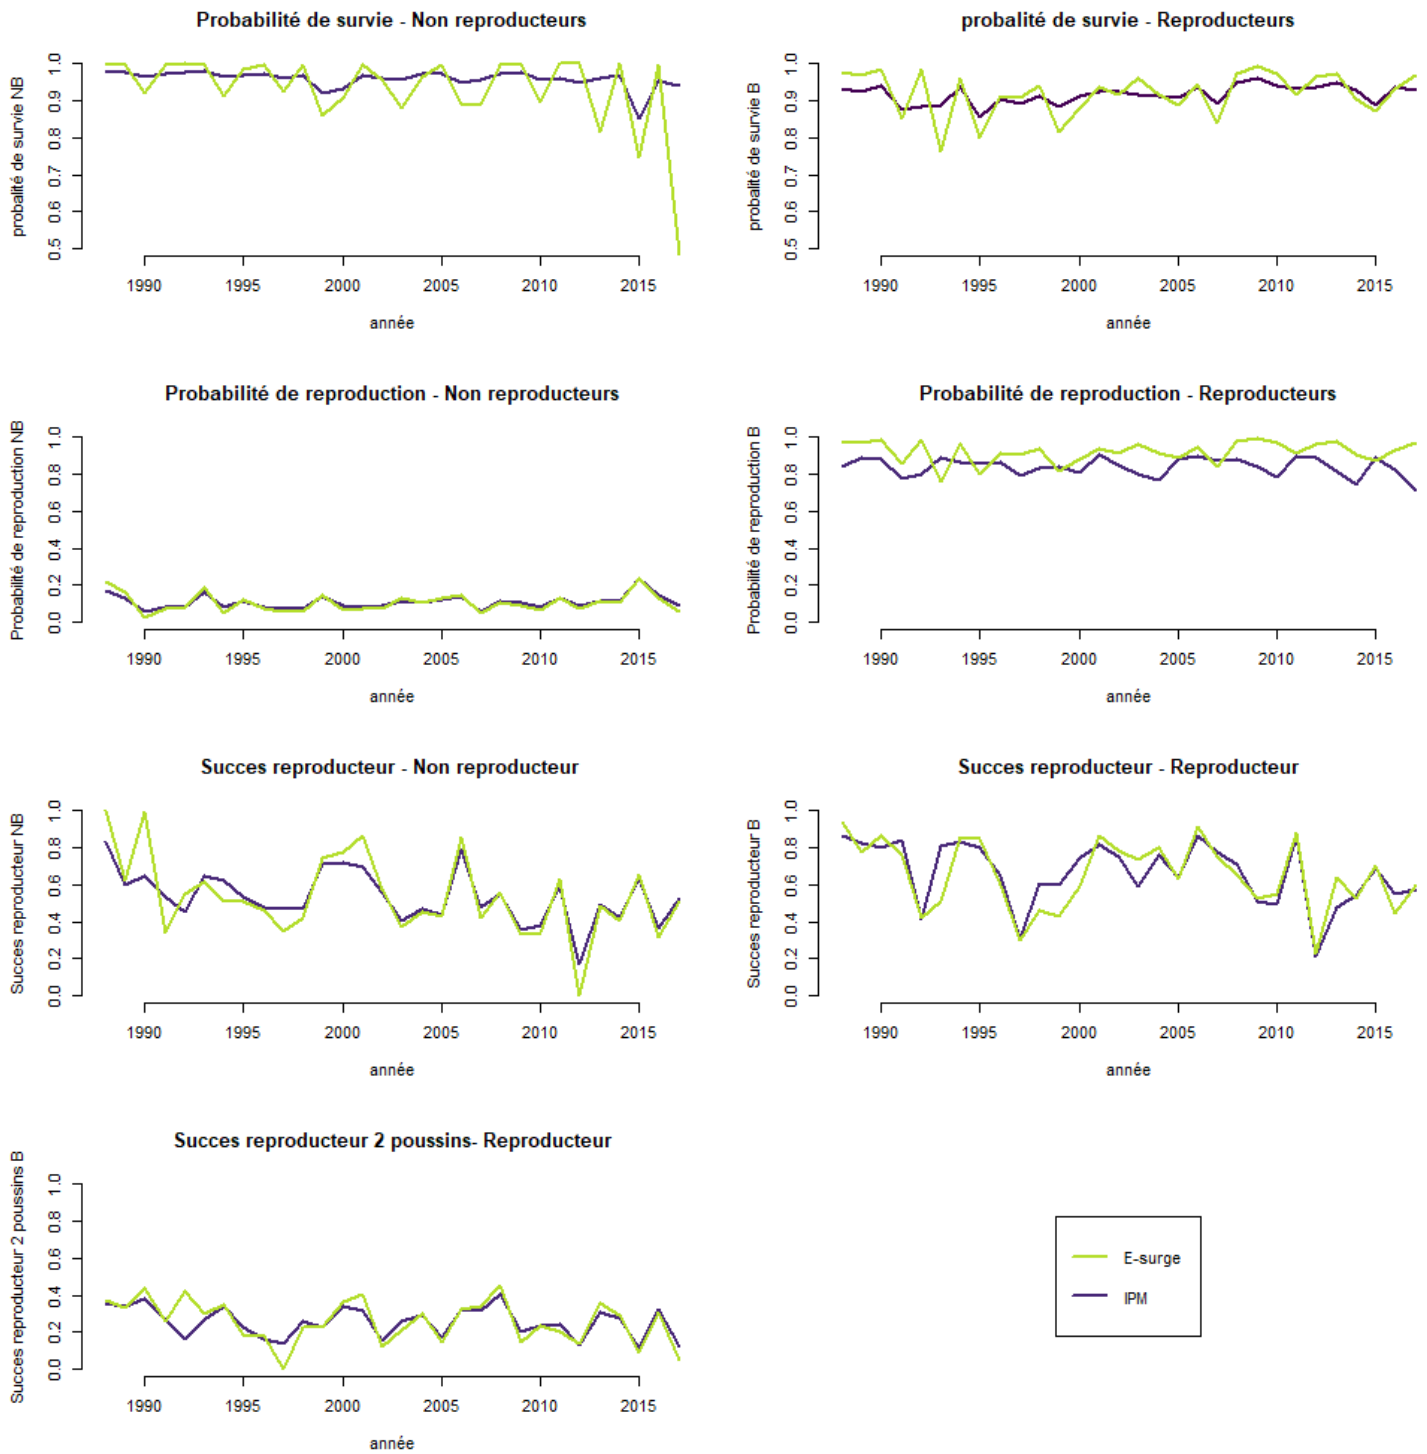 Probabilité de survie - Non reproducteurs
probabilité de survie NB
0.5 0.6 0.7 0.8 0.9 1.0
1990 1995 2000 2005 2010 2015
année
probalité de survie - Reproducteurs
probalité de survie B
0.5 0.6 0.7 0.8 0.9 1.0
1990 1995 2000 2005 2010 2015
année
Probabilité de reproduction - Non reproducteurs
Probabilité de reproduction NB
0.0 0.2 0.4 0.6 0.8 1.0
1990 1995 2000 2005 2010 2015
année
Probabilité de reproduction - Reproducteurs
Probabilité de reproduction B
0.0 0.2 0.4 0.6 0.8 1.0
1990 1995 2000 2005 2010 2015
année
Succes reproducteur - Non reproducteur
Succes reproducteur NB
0.0 0.2 0.4 0.6 0.8 1.0
1990 1995 2000 2005 2010 2015
année
Succes reproducteur - Reproducteur
Succes reproducteur B
0.0 0.2 0.4 0.6 0.8 1.0
1990 1995 2000 2005 2010 2015
année
Succes reproducteur 2 poussins- Reproducteur
Succes reproducteur 2 poussins B
0.0 0.2 0.4 0.6 0.8 1.0
1990 1995 2000 2005 2010 2015
année
E-surge
IPM